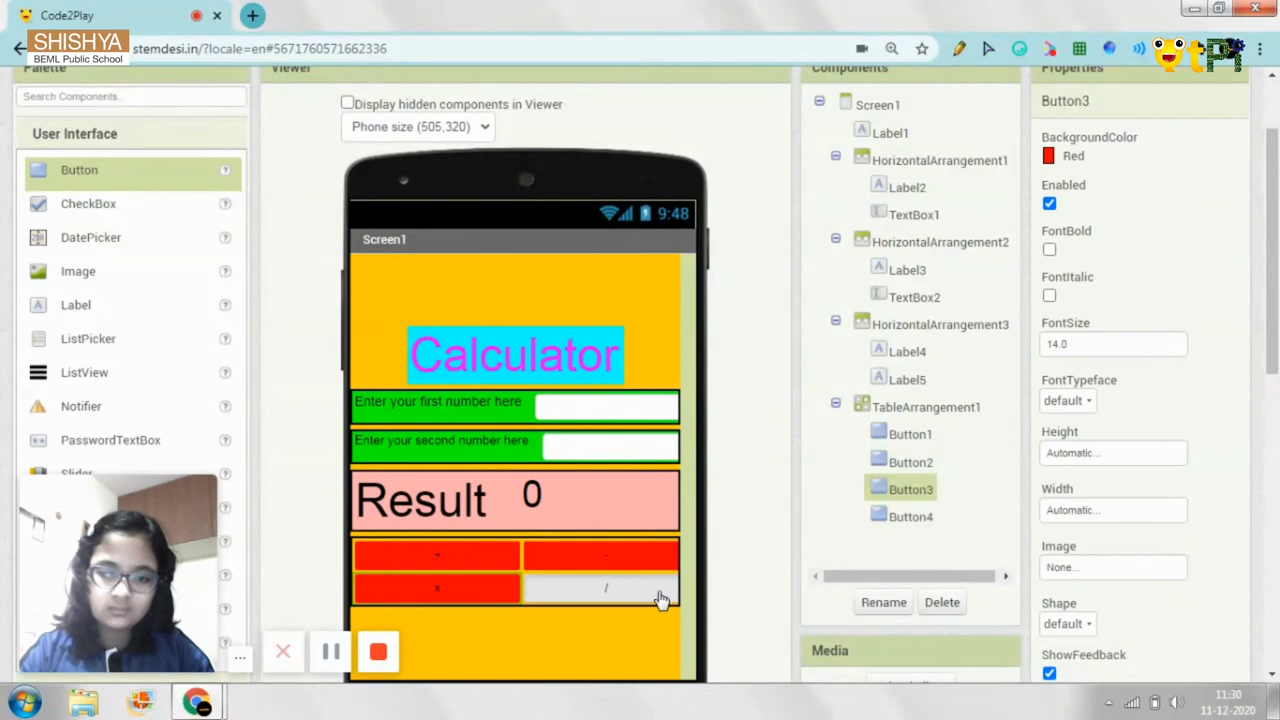 Code2Play
SHISHYA
BEML Public School
stemdesi.in/?locale=en#5671760571662336
Palette
Viewer
Components
Properties
Search Components...
User Interface
Button
CheckBox
DatePicker
Image
Label
ListPicker
ListView
Notifier
PasswordTextBox
Slider
Display hidden components in Viewer
Phone size (505,320)
9:48
Screen1
Calculator
Enter your first number here
Enter your second number here
Result 0
+ -
x /
Screen1
Label1
HorizontalArrangement1
Label2
TextBox1
HorizontalArrangement2
Label3
TextBox2
HorizontalArrangement3
Label4
Label5
TableArrangement1
Button1
Button2
Button3
Button4
Rename Delete
Media
Button3
BackgroundColor
Red
Enabled
FontBold
FontItalic
FontSize
14.0
FontTypeface
default
Height
Automatic...
Width
Automatic...
Image
None...
Shape
default
ShowFeedback
11:30
11-12-2020